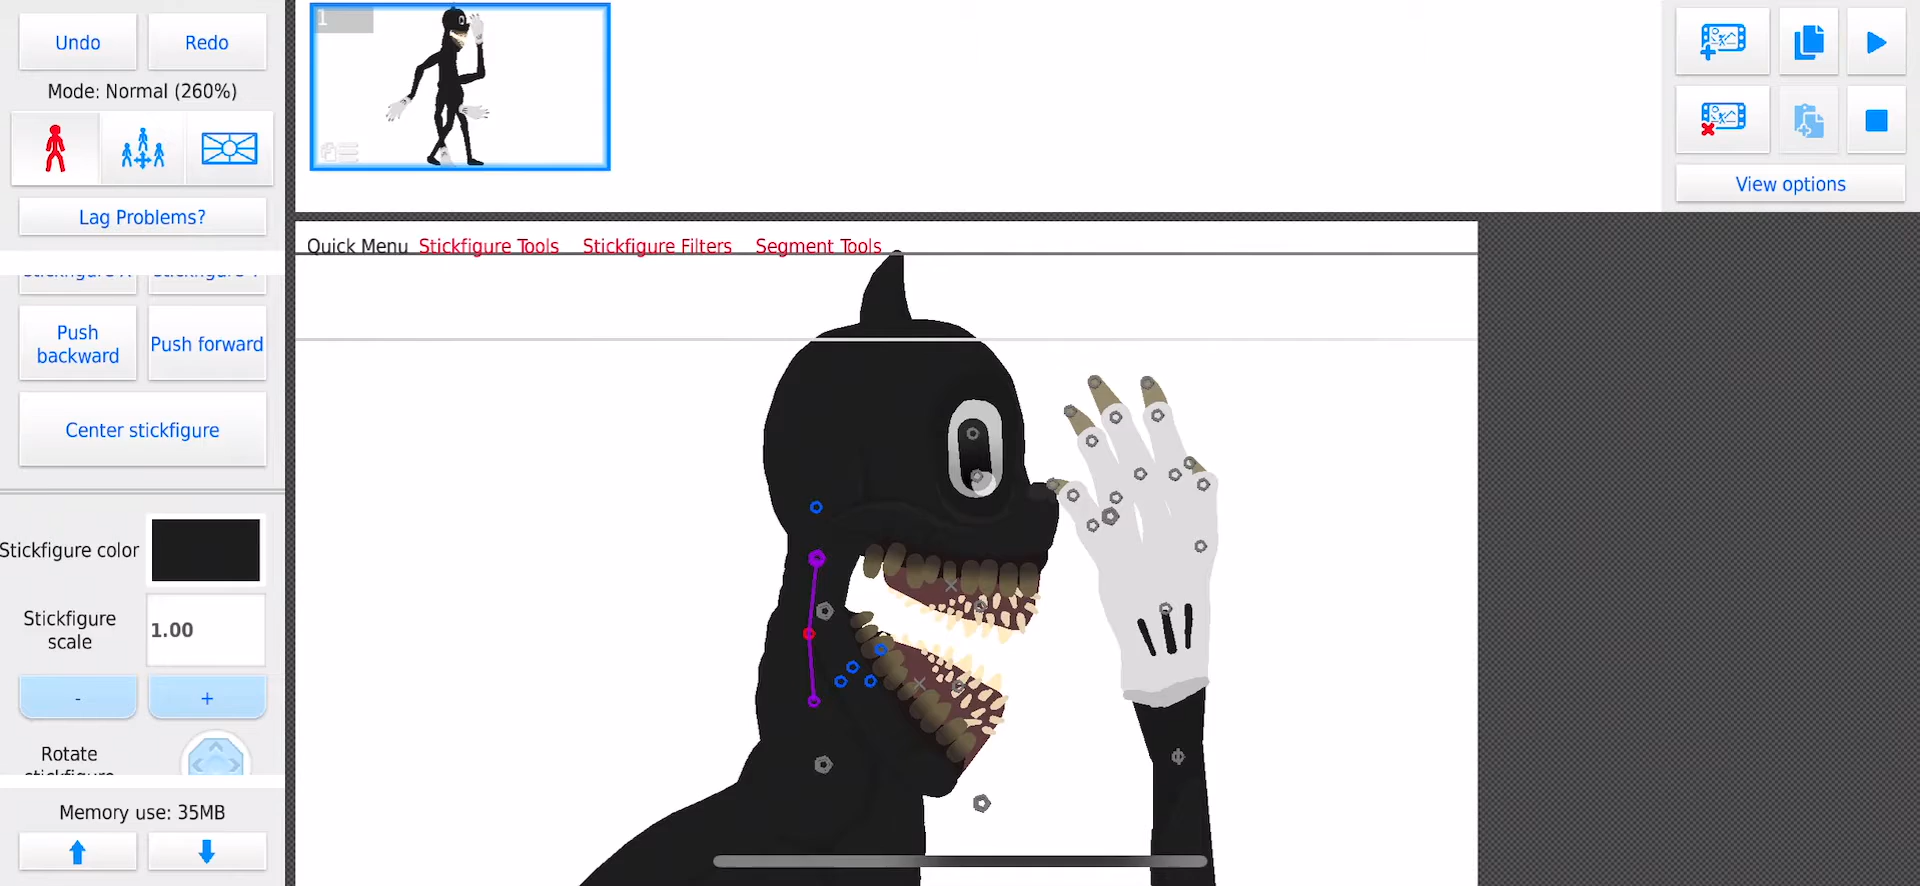 Undo
Redo
Mode: Normal (260%)
Lag Problems?
Push backward
Push forward
Center stickfigure
Stickfigure color
Stickfigure scale
1.00
-
+
Rotate
Memory use: 35MB
1
View options
Quick Menu Stickfigure Tools Stickfigure Filters Segment Tools